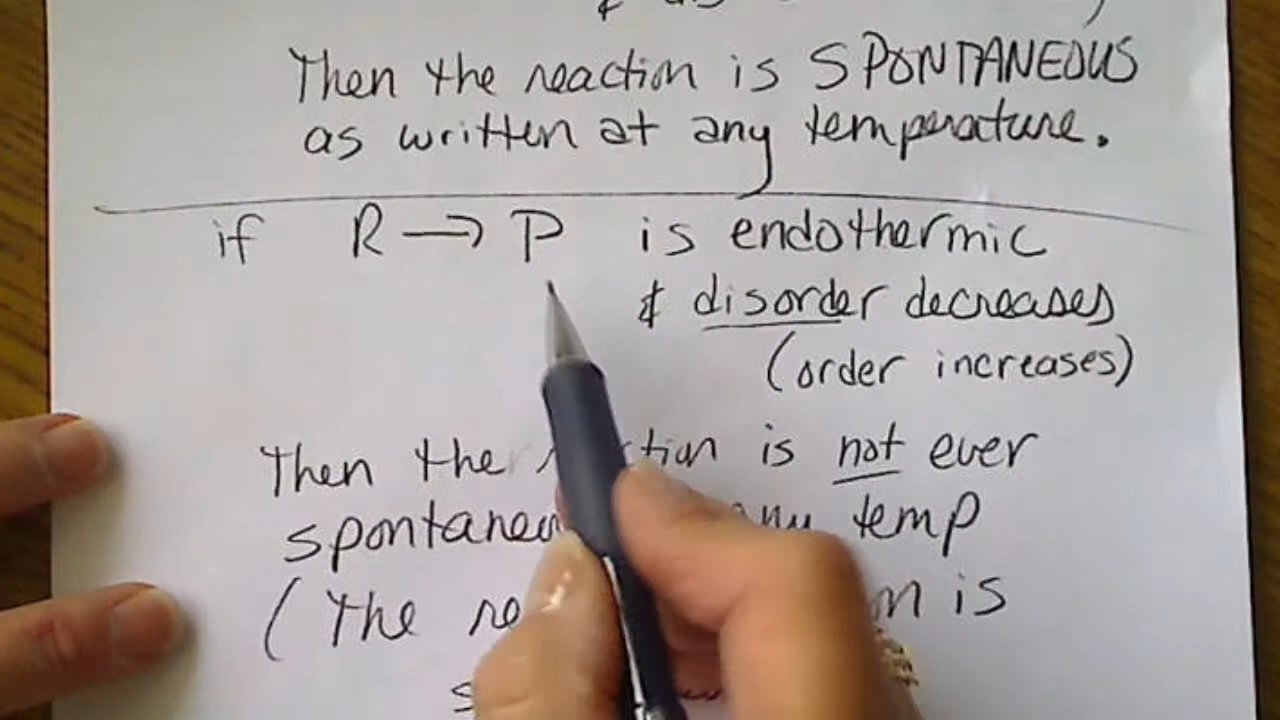 Then the reaction is SPONTANEOUS
as written at any temperature.
if R → P is endothermic
& disorder decreases
(order increases)
Then the is not ever
temp
(The is